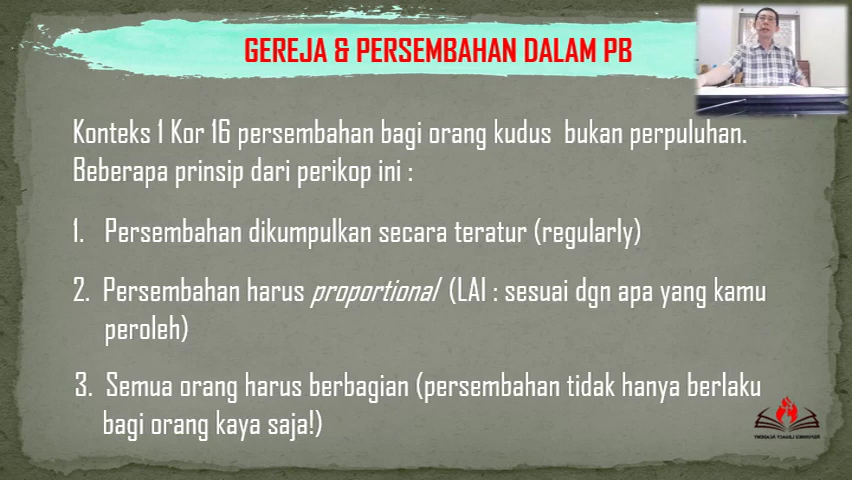 GEREJA & PERSEMBAHAN DALAM PB
Konteks 1 Kor 16 persembahan bagi orang kudus bukan perpuluhan.
Beberapa prinsip dari perikop ini :
1. Persembahan dikumpulkan secara teratur (regularly)
2. Persembahan harus proportional (LAI : sesuai dgn apa yang kamu
peroleh)
3. Semua orang harus berbagian (persembahan tidak hanya berlaku
bagi orang kaya saja!)